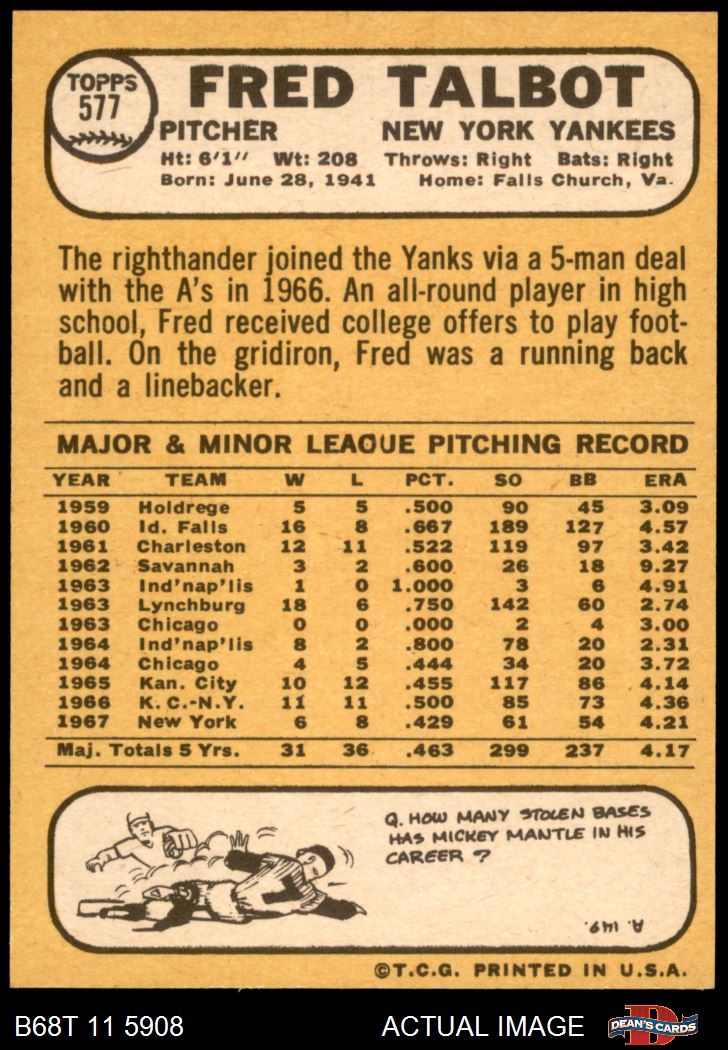 TOPPS
577
FRED TALBOT
PITCHER NEW YORK YANKEES
Ht: 6'1" Wt: 208 Throws: Right Bats: Right
Born: June 28, 1941 Home: Falls Church, Va.
The righthander joined the Yanks via a 5-man deal
with the A's in 1966. An all-round player in high
school, Fred received college offers to play foot-
ball. On the gridiron, Fred was a running back
and a linebacker.
MAJOR & MINOR LEAGUE PITCHING RECORD
YEAR TEAM W L PCT. SO BB ERA
1959 Holdrege 5 5 .500 90 45 3.09
1960 Id. Falls 16 8 .667 189 127 4.57
1961 Charleston 12 11 .522 119 97 3.42
1962 Savannah 3 2 .600 26 18 9.27
1963 Ind'nap'lis 1 0 1.000 3 6 4.91
1963 Lynchburg 18 6 .750 142 60 2.74
1963 Chicago 0 0 .000 2 4 3.00
1964 Ind'nap'lis 8 2 .800 78 20 2.31
1964 Chicago 4 5 .444 34 20 3.72
1965 Kan. City 10 12 .455 117 86 4.14
1966 K. C.-N.Y. 11 11 .500 85 73 4.36
1967 New York 6 8 .429 61 54 4.21
Maj. Totals 5 Yrs. 31 36 .463 299 237 4.17
Q. HOW MANY STOLEN BASES
HAS MICKEY MANTLE IN HIS
CAREER ?
A. 149.
©T.C.G. PRINTED IN U.S.A.
B68T 11 5908 ACTUAL IMAGE DEAN'S CARDS